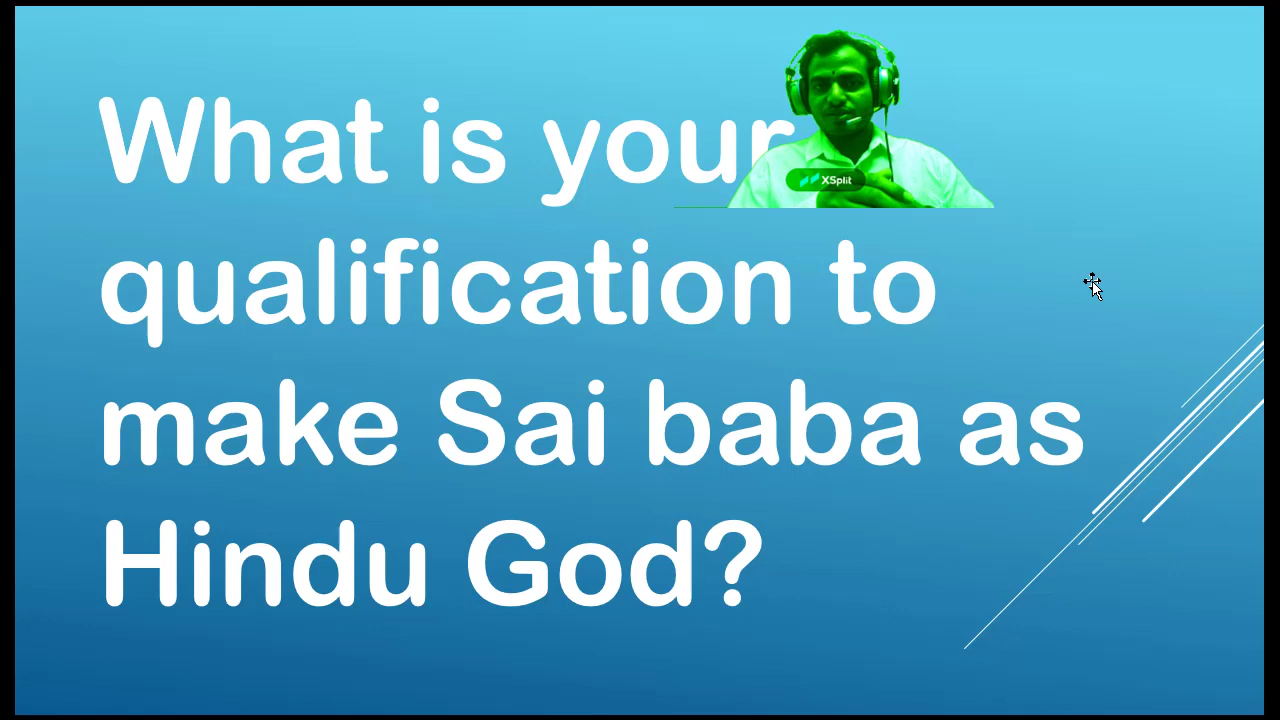 What is your
XSplit
qualification to
make Sai baba as
Hindu God?